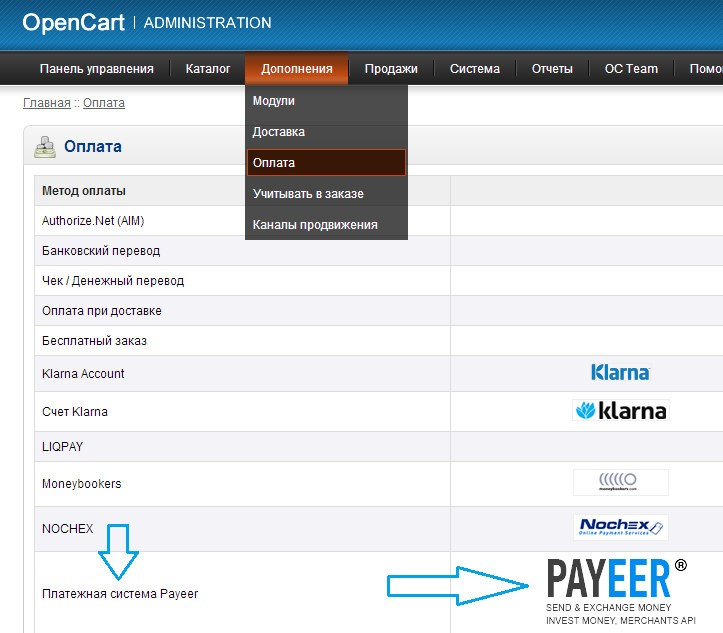 OpenCart | ADMINISTRATION
Панель управления Каталог Дополнения Продажи Система Отчеты OC Team Помо
Главная :: Оплата
Модули
Доставка
Оплата
Учитывать в заказе
Каналы продвижения
Оплата
Метод оплаты
Authorize.Net (AIM)
Банковский перевод
Чек / Денежный перевод
Оплата при доставке
Бесплатный заказ
Klarna Account Klarna
Счет Klarna klarna
LIQPAY
Moneybookers moneybookers.com
NOCHEX Nochex
Online Payment Services
Платежная система Payeer PAYEER®
SEND & EXCHANGE MONEY
INVEST MONEY, MERCHANTS API